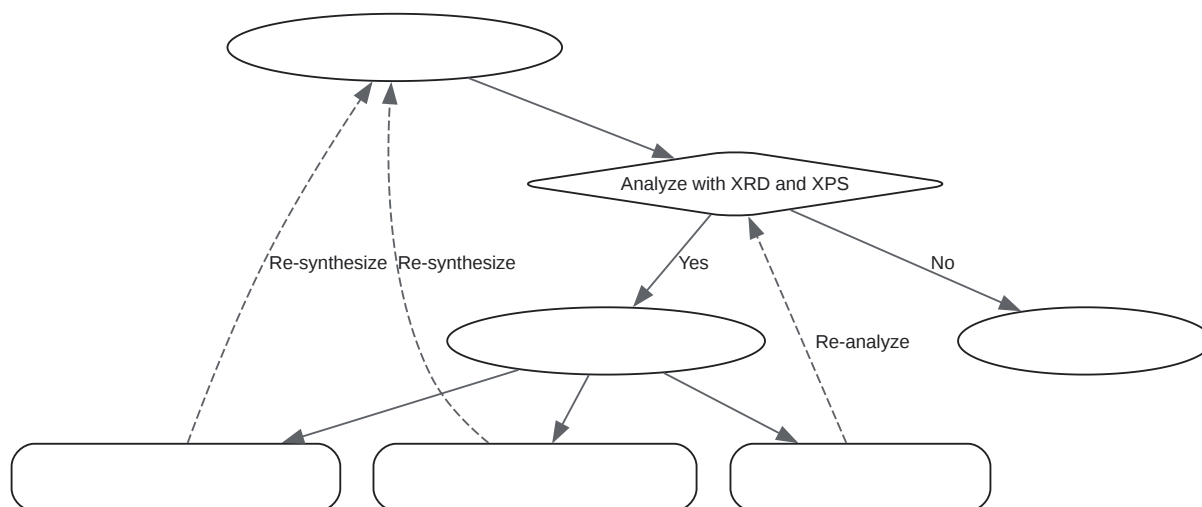 Analyze with XRD and XPS
Re-synthesize
Re-synthesize
Yes
No
Re-analyze